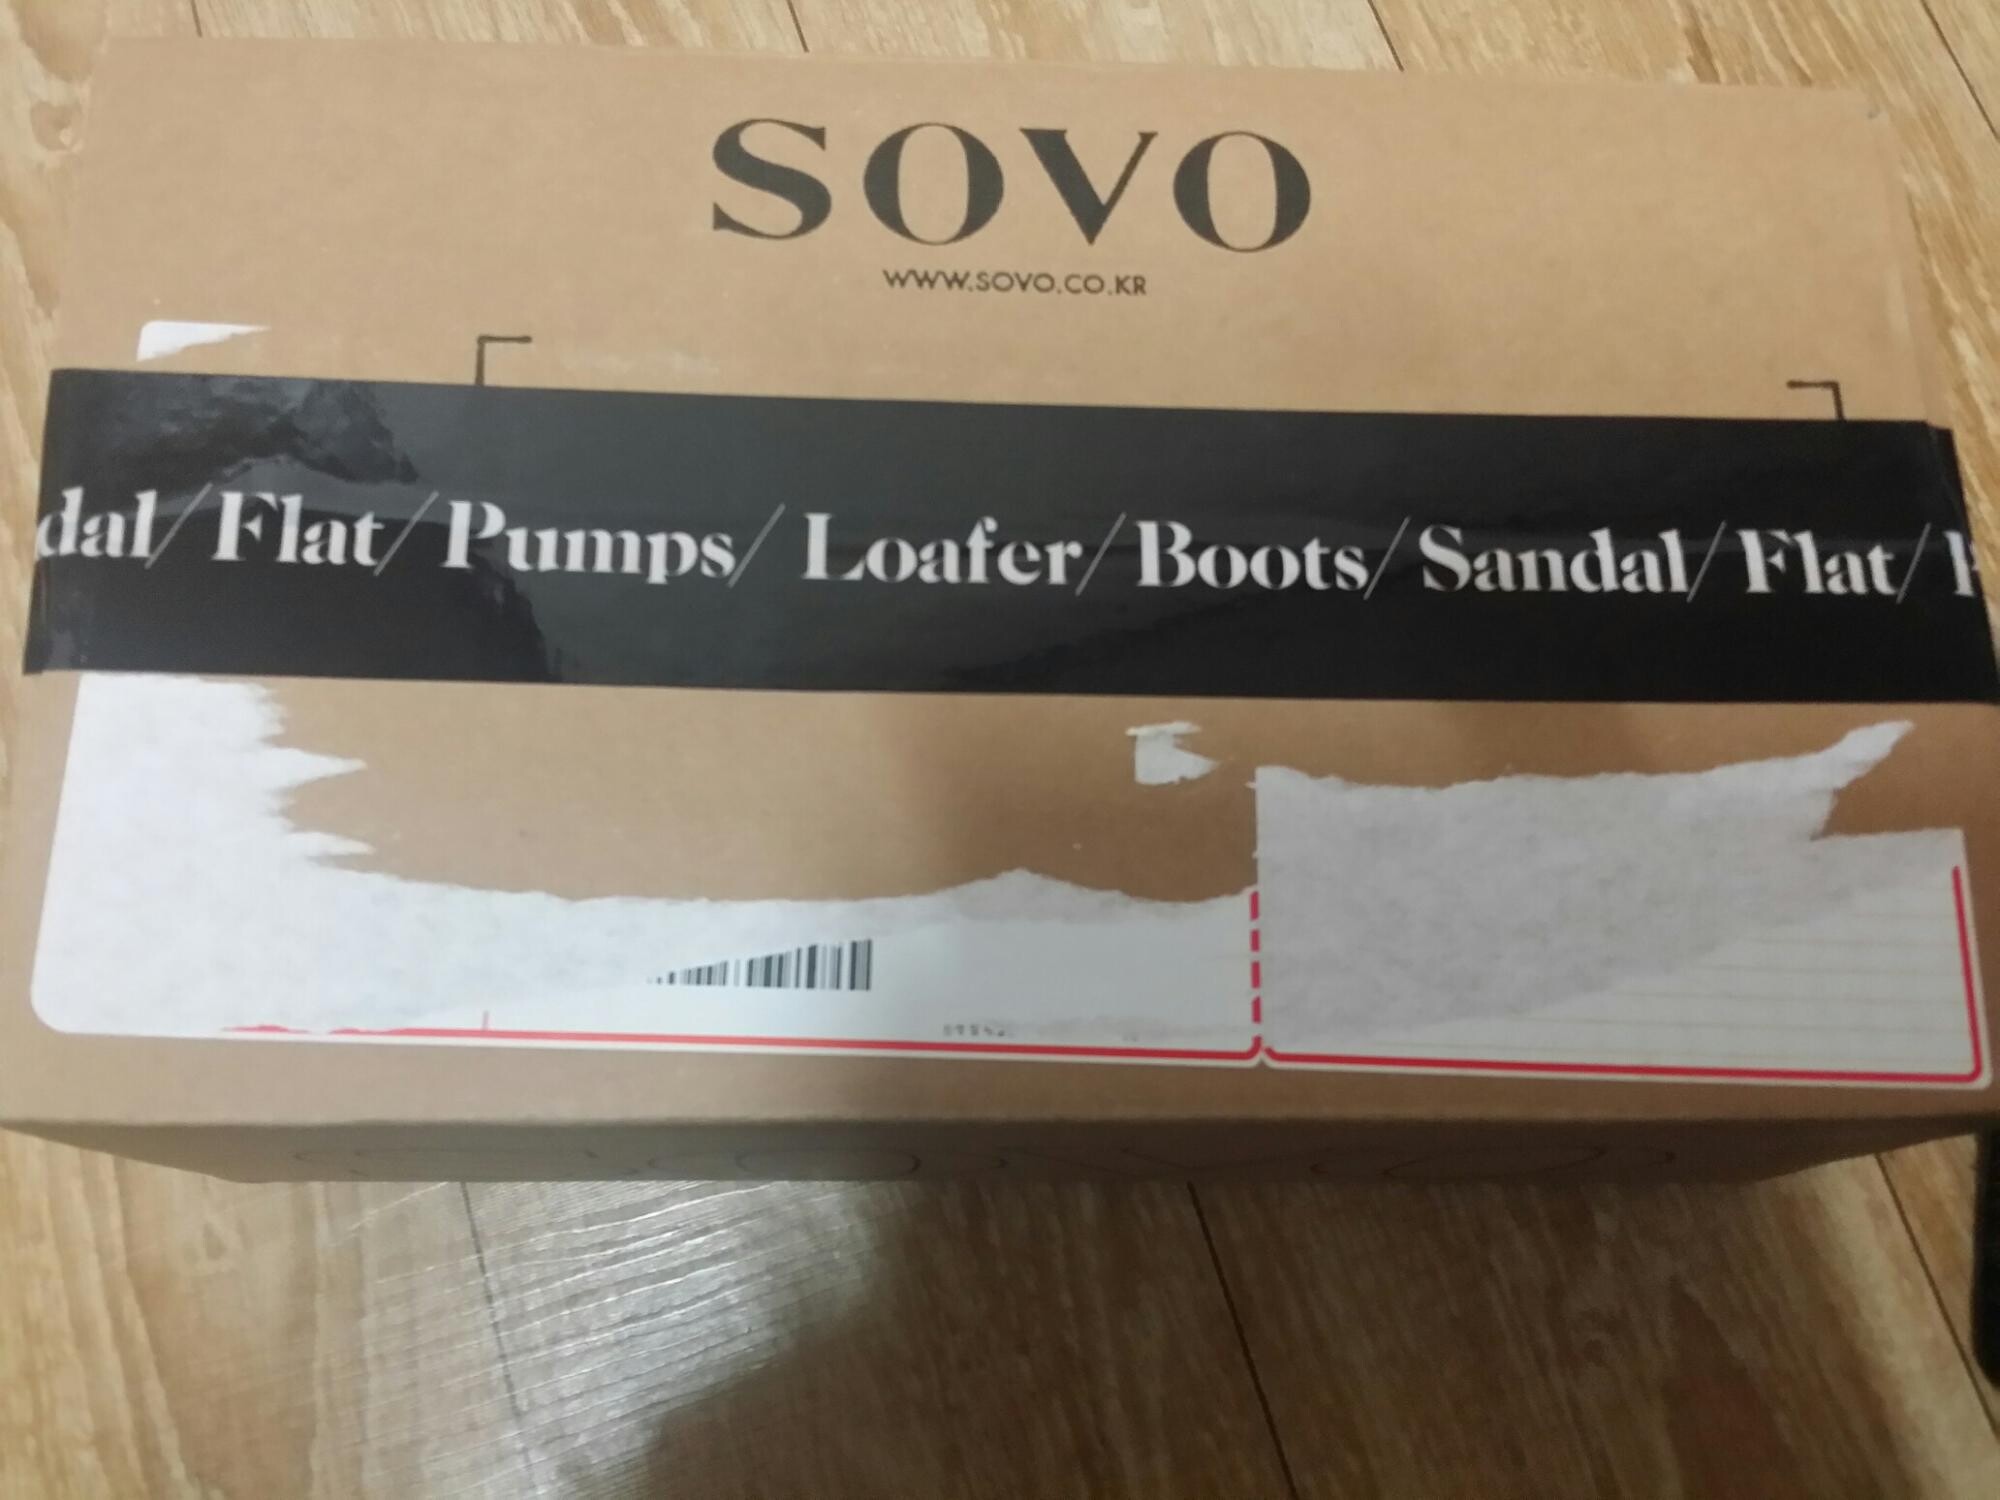 SOVO
WWW.SOVO.CO.KR
dal/Flat/Pumps/Loafer/Boots/Sandal/Flat/